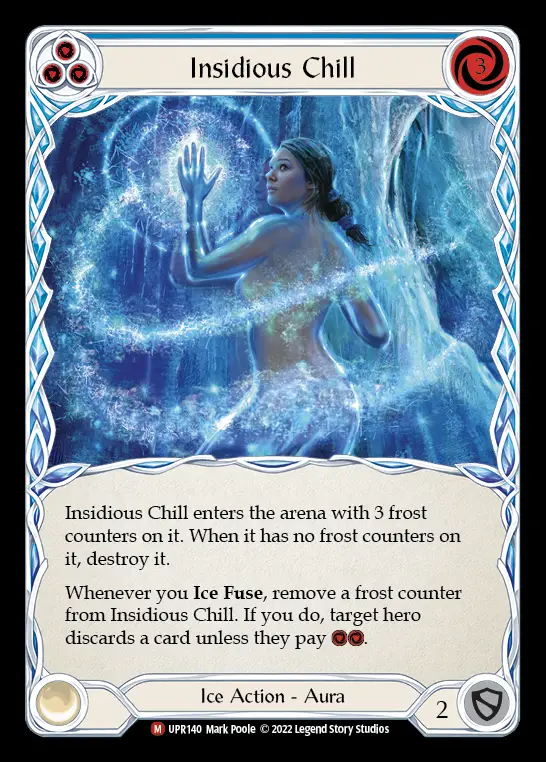 Insidious Chill
3
Insidious Chill enters the arena with 3 frost
counters on it. When it has no frost counters on
it, destroy it.
Whenever you Ice Fuse, remove a frost counter
from Insidious Chill. If you do, target hero
discards a card unless they pay .
Ice Action - Aura
2
M UPR140 Mark Poole © 2022 Legend Story Studios